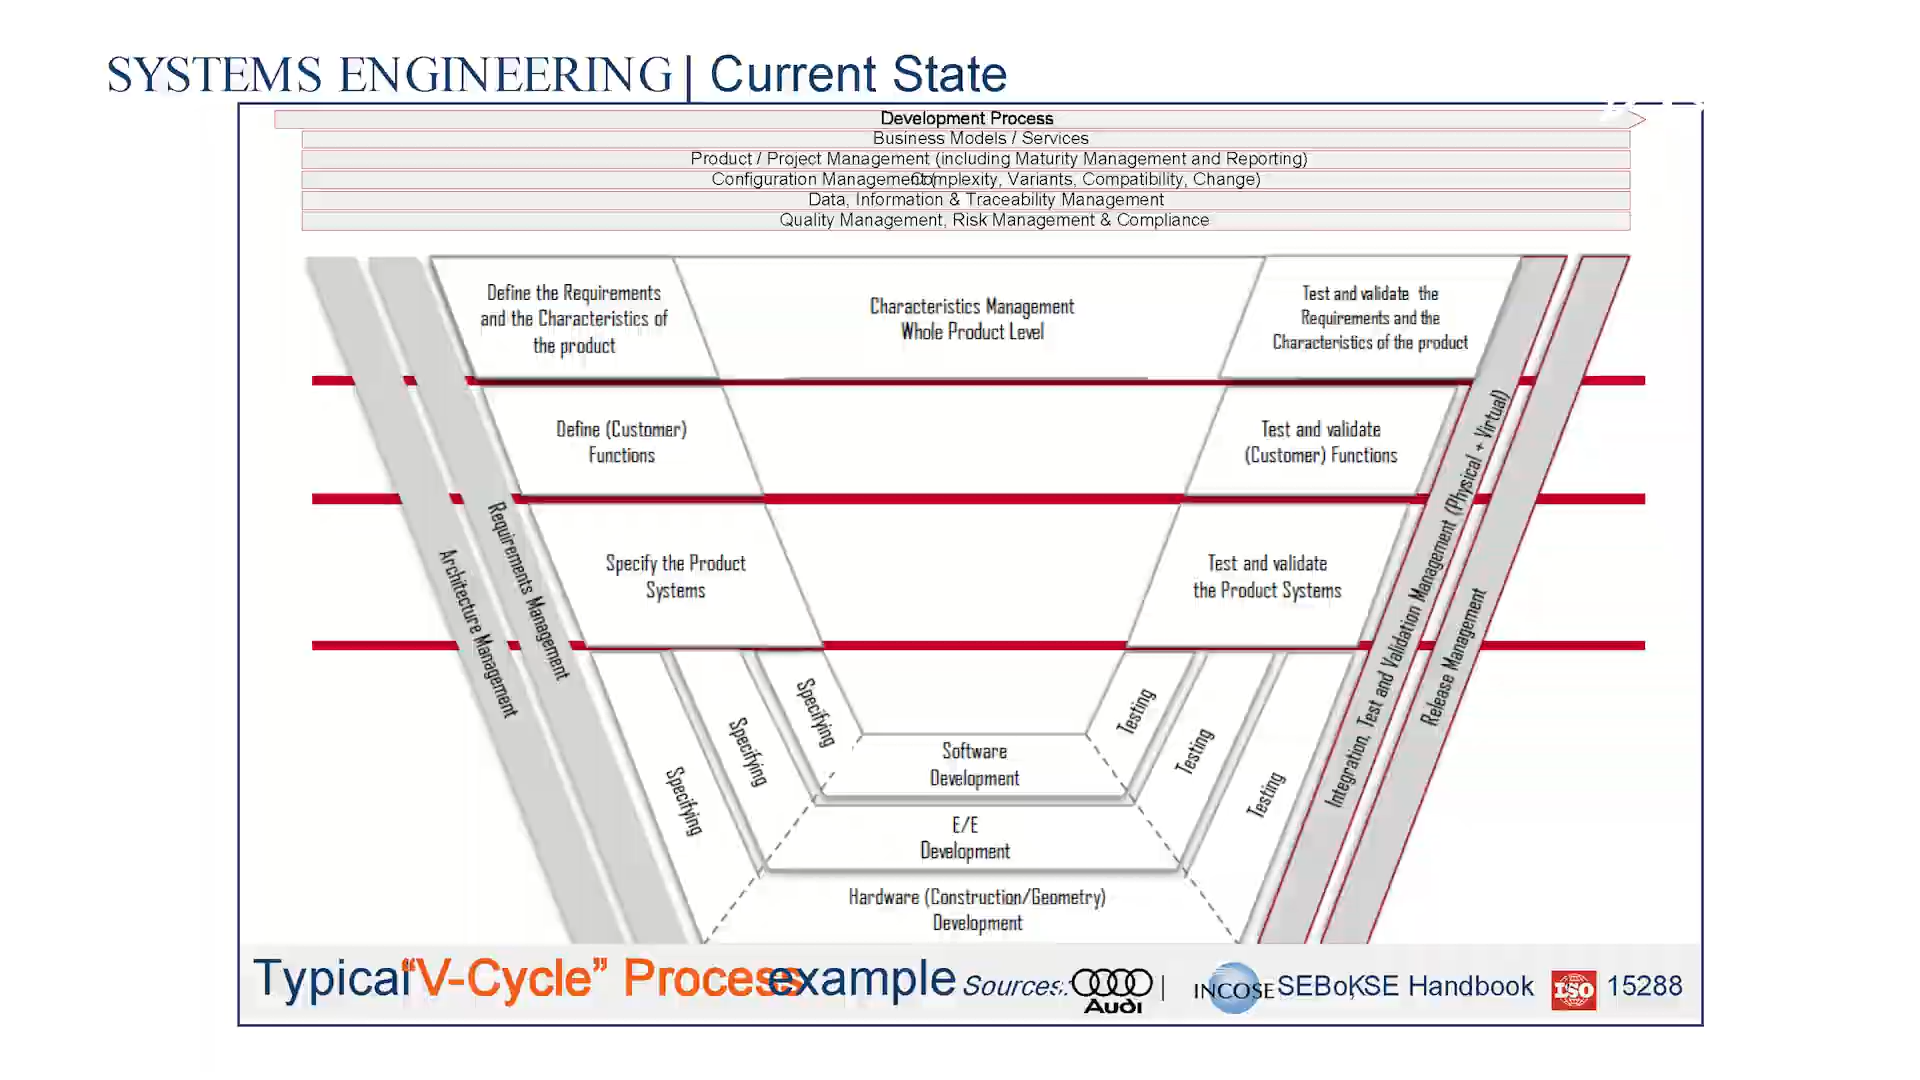 SYSTEMS ENGINEERING | Current State
Development Process
Business Models / Services
Product / Project Management (including Maturity Management and Reporting)
Configuration Management (Complexity, Variants, Compatibility, Change)
Data, Information & Traceability Management
Quality Management, Risk Management & Compliance
Define the Requirements
and the Characteristics of
the product
Characteristics Management
Whole Product Level
Test and validate the
Requirements and the
Characteristics of the product
Define (Customer)
Functions
Test and validate
(Customer) Functions
Specify the Product
Systems
Test and validate
the Product Systems
Architecture Management
Requirements Management
Specifying
Specifying
Specifying
Testing
Testing
Testing
Integration, Test and Validation Management (Physical + Virtual)
Release Management
Software
Development
E/E
Development
Hardware (Construction/Geometry)
Development
Typical “V-Cycle” Process example Sources: Audi | INCOSE SEBoK, SE Handbook ISO 15288